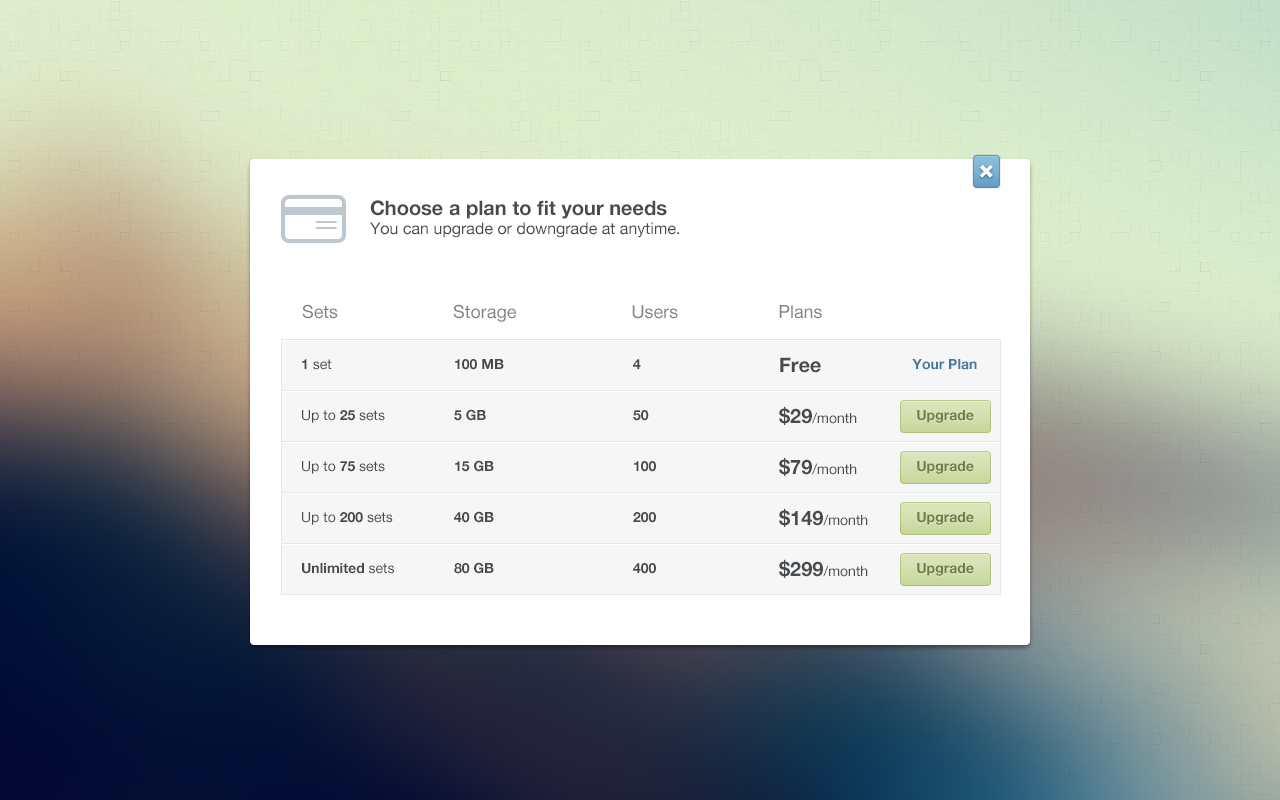 Choose a plan to fit your needs
You can upgrade or downgrade at anytime.
Sets Storage Users Plans
1 set 100 MB 4 Free Your Plan
Up to 25 sets 5 GB 50 $29/month Upgrade
Up to 75 sets 15 GB 100 $79/month Upgrade
Up to 200 sets 40 GB 200 $149/month Upgrade
Unlimited sets 80 GB 400 $299/month Upgrade